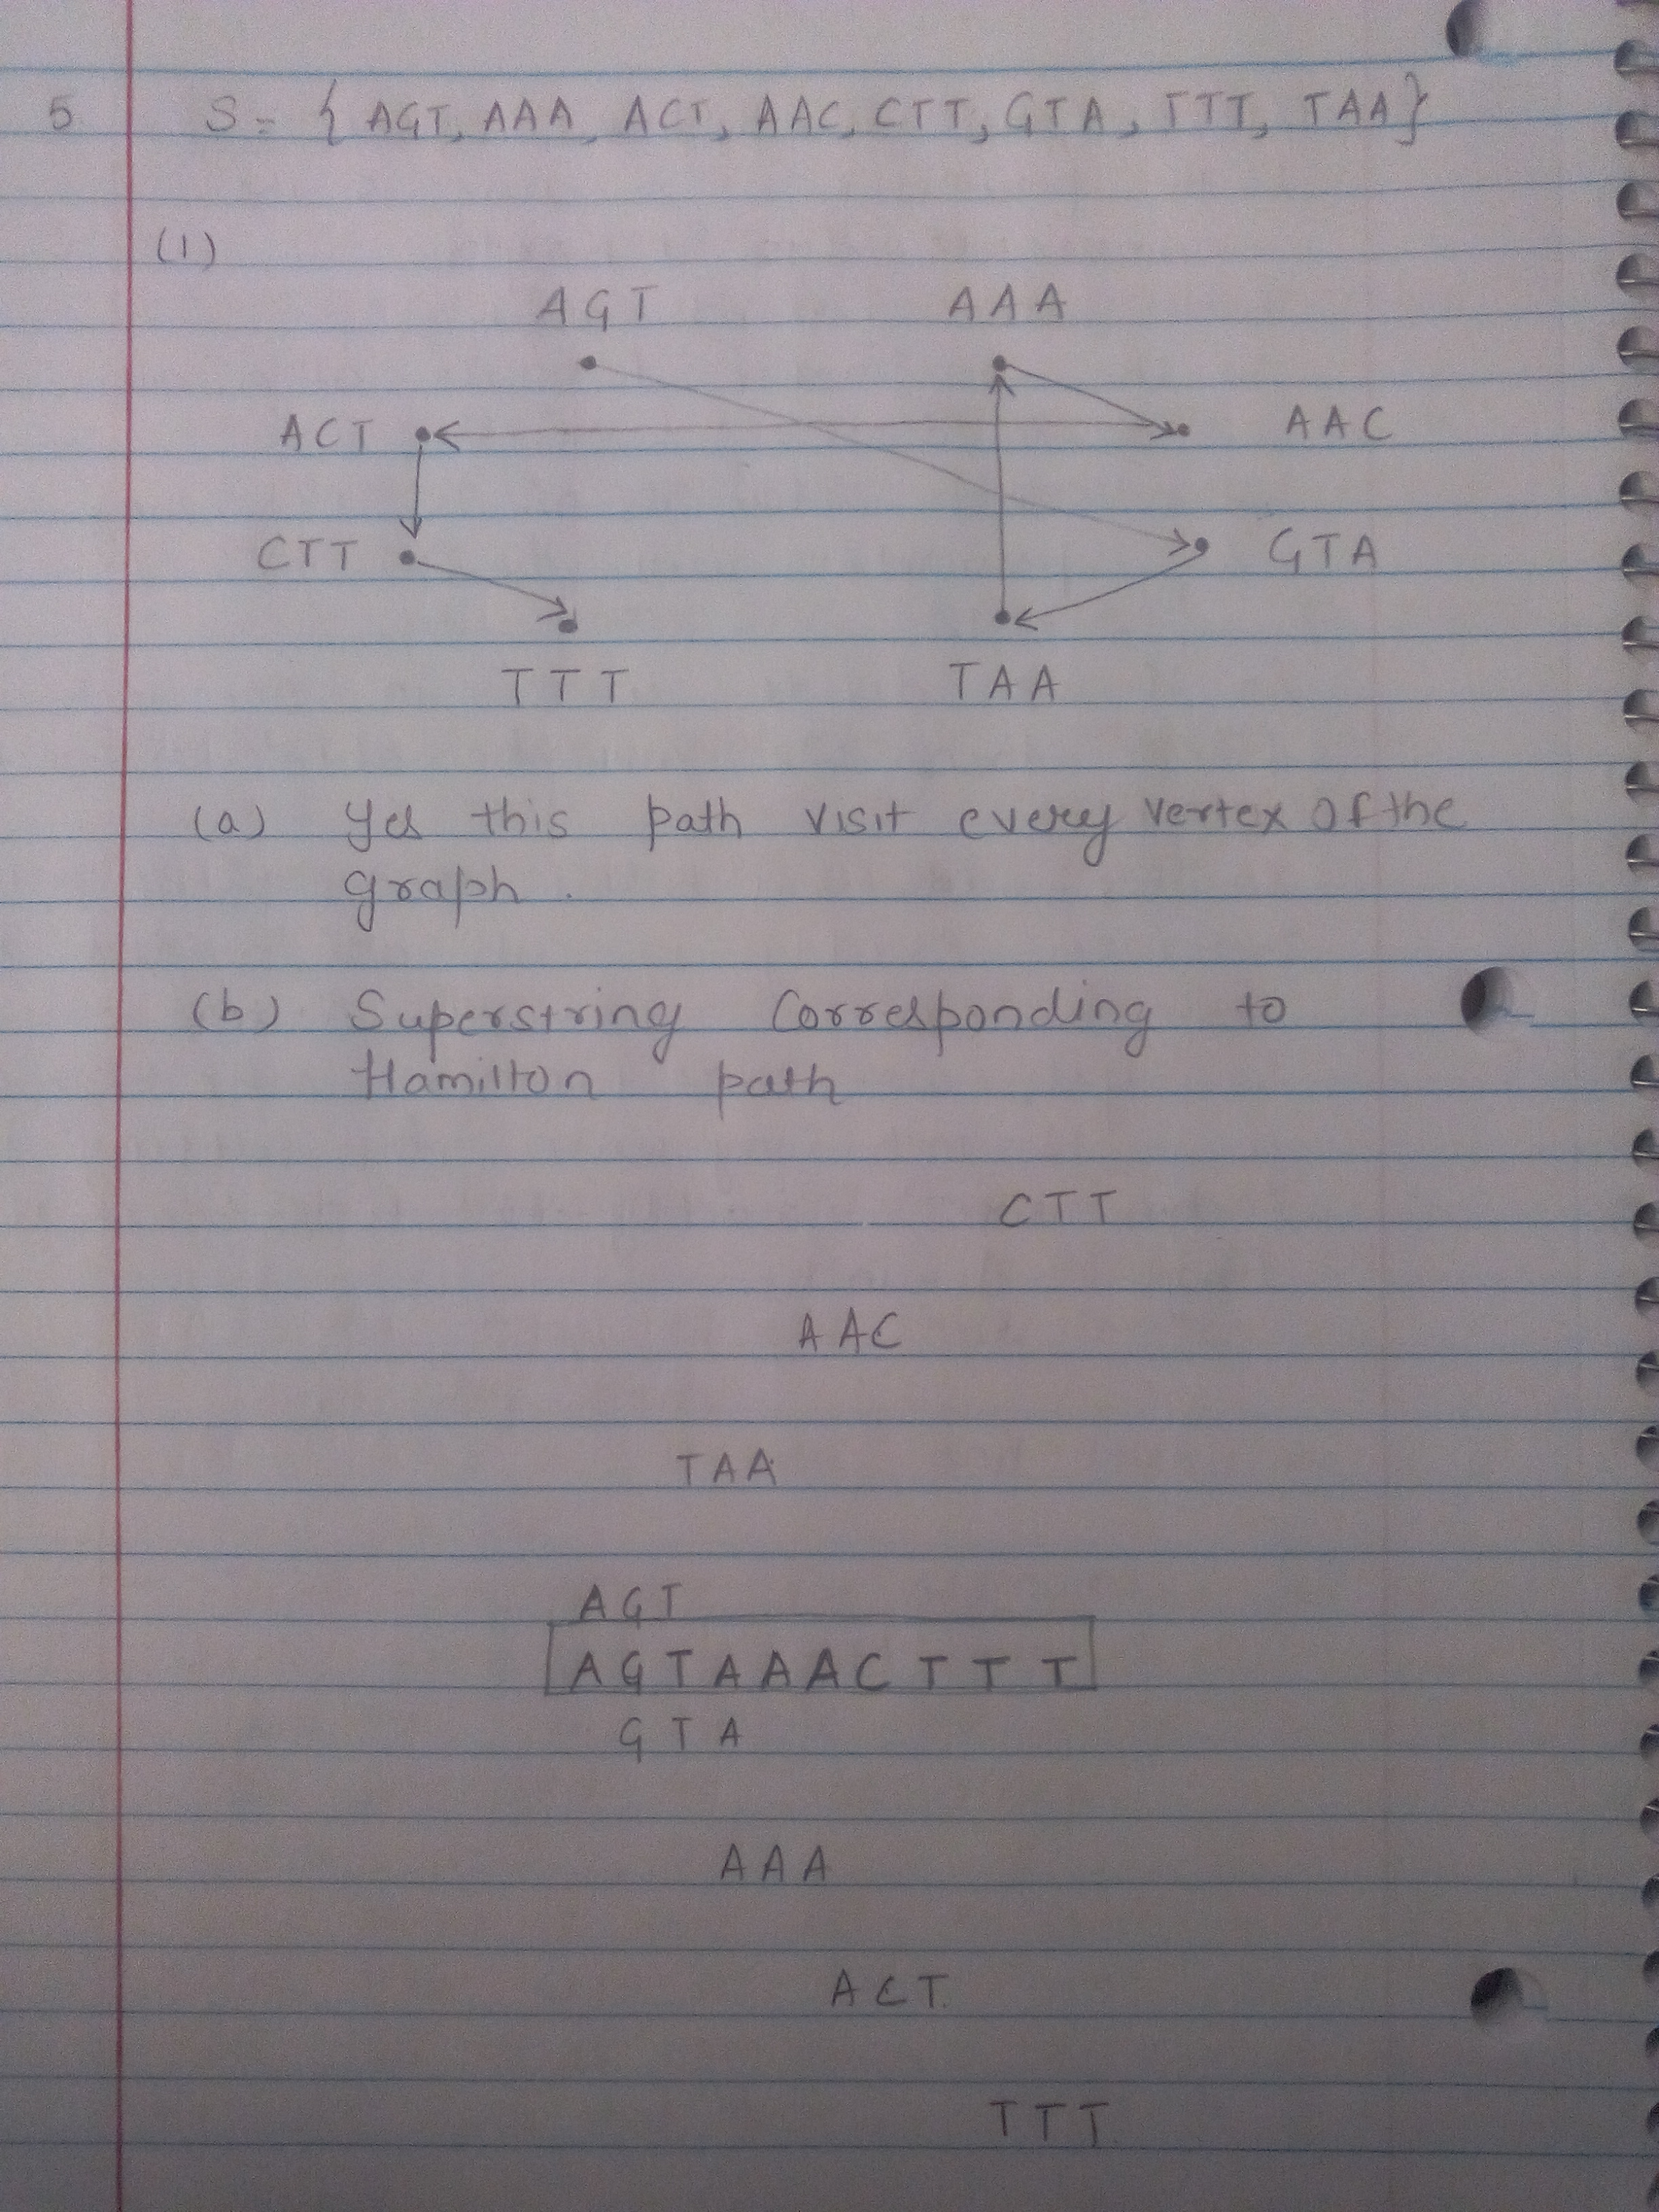 5 S = { AGT, AAA, ACT, AAC, CTT, GTA, TTT, TAA}
(1)
AGT AAA
ACT AAC
CTT GTA
TTT TAA
(a) Yes this path visit every vertex of the
graph.
(b) Superstring Corresponding to
Hamilton path
CTT
AAC
TAA
AGT
AGTAAACTTT
GTA
AAA
ACT
TTT